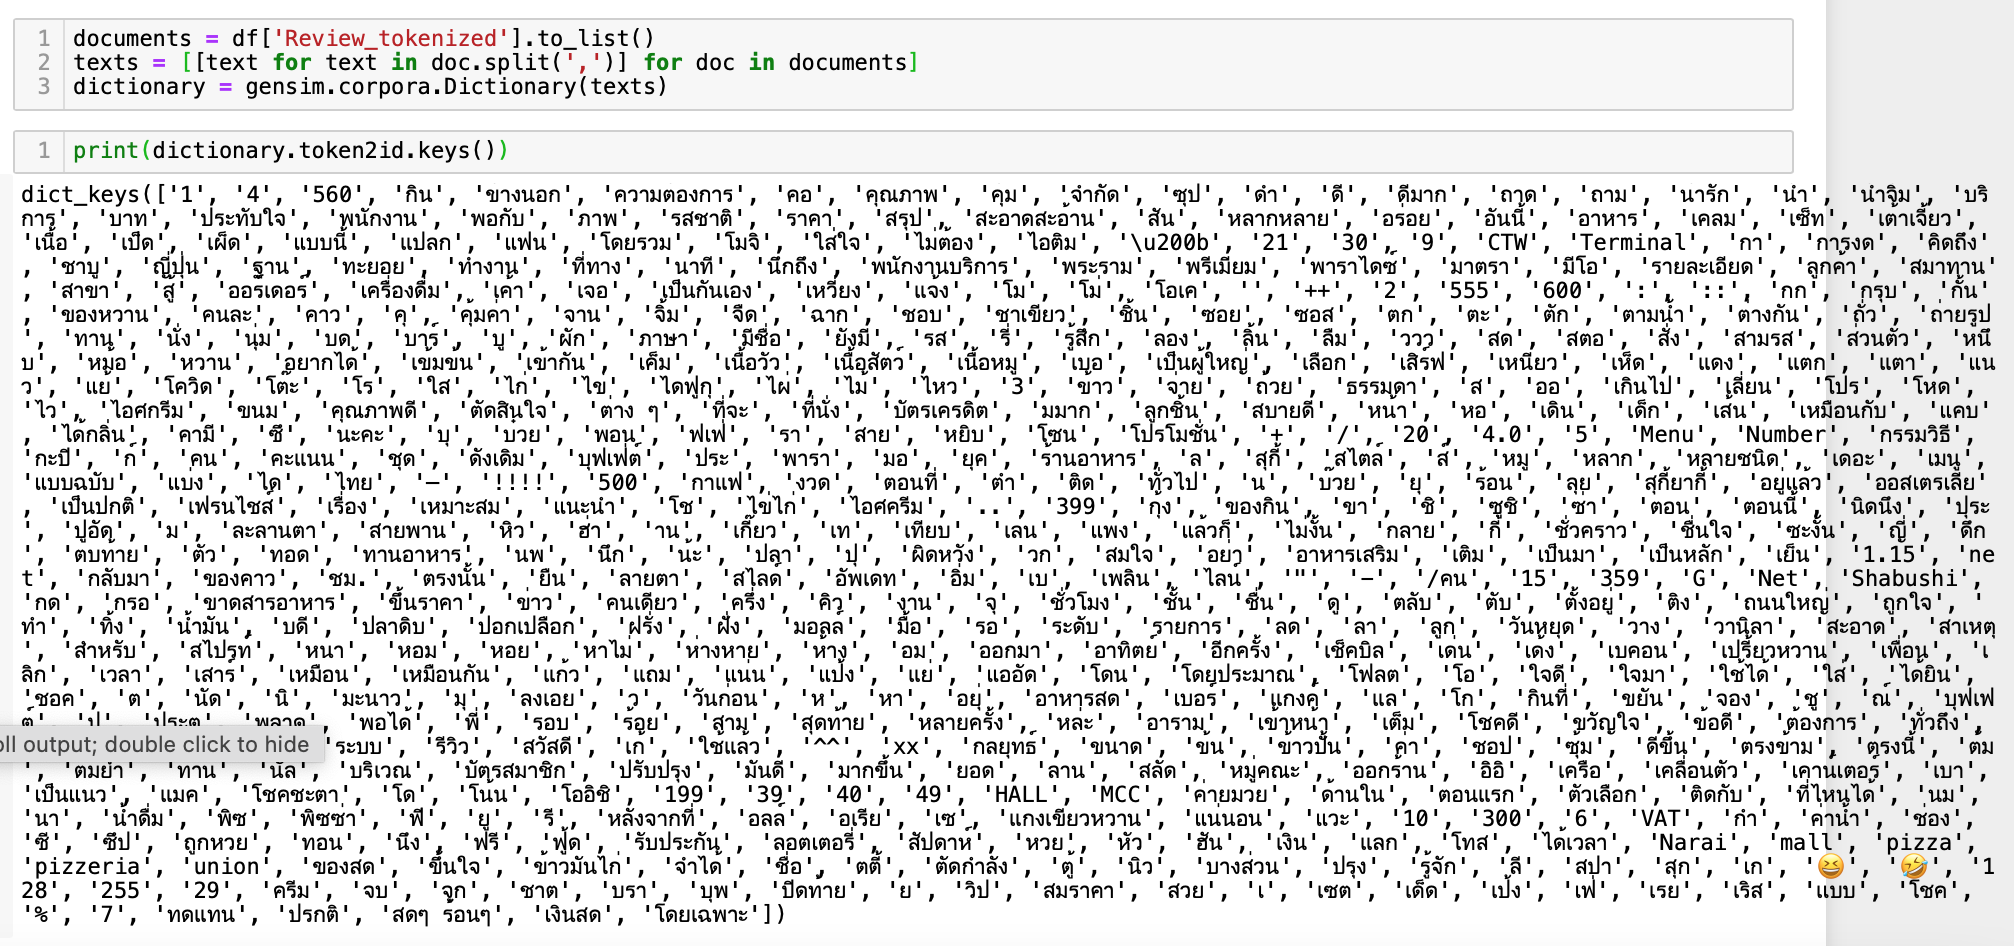 1 documents = df['Review_tokenized'].to_list()
2 texts = [[text for text in doc.split(',')] for doc in documents]
3 dictionary = gensim.corpora.Dictionary(texts)
1 print(dictionary.token2id.keys())
dict_keys(['1', '4', '560', 'กิน', 'ข้างนอก', 'ความต้องการ', 'คอ', 'คุณภาพ', 'คุม', 'จำกัด', 'ซุป', 'ดำ', 'ดี', 'ดีมาก', 'ถาด', 'ถาม', 'นารัก', 'นำ', 'น้ำจิ้ม', 'บริ
การ', 'บาท', 'ประทับใจ', 'พนักงาน', 'พอกับ', 'ภาพ', 'รสชาติ', 'ราคา', 'สรุป', 'สะอาดสะอ้าน', 'สัน', 'หลากหลาย', 'อร่อย', 'อันนี้', 'อาหาร', 'เคลม', 'เซ็ท', 'เต้าเจี้ยว',
'เนื้อ', 'เป็ด', 'เผ็ด', 'แบบนี้', 'แปลก', 'แฟน', 'โดยรวม', 'โมจิ', 'ใส่ใจ', 'ไม่ต้อง', 'ไอติม', '\u200b', '21', '30', '9', 'CTW', 'Terminal', 'กา', 'การงด', 'คิดถึง'
, 'ชาบู', 'ญี่ปุ่น', 'ฐาน', 'ทะยอย', 'ทำงาน', 'ที่ทาง', 'นาที', 'นึกถึง', 'พนักงานบริการ', 'พระราม', 'พรีเมี่ยม', 'พาราไดซ์', 'มาตรา', 'มีโอ', 'รายละเอียด', 'ลูกค้า', 'สมาทาน'
, 'สาขา', 'สู้', 'ออร์เดอร์', 'เครื่องดื่ม', 'เค้า', 'เจอ', 'เป็นกันเอง', 'เหวี่ยง', 'แจ้ง', 'โม', 'โม่', 'โอเค', '', '++', '2', '555', '600', ':', '::', 'กก', 'กรุบ', 'กั้น'
, 'ของหวาน', 'คนละ', 'คาว', 'คุ', 'คุ้มค่า', 'จาน', 'จิ้ม', 'จืด', 'ฉาก', 'ชอบ', 'ชาเขียว', 'ชิ้น', 'ซอย', 'ซอส', 'ตก', 'ตะ', 'ตัก', 'ตามน้ำ', 'ต่างกัน', 'ถั่ว', 'ถ่ายรูป'
, 'ทาน', 'นั่ง', 'นุ่ม', 'บด', 'บาร์', 'บู', 'ผัก', 'ภาษา', 'มีชื่อ', 'ยังมี', 'รส', 'รี่', 'รู้สึก', 'ลอง', 'ลิ้น', 'ลืม', 'ววว', 'สด', 'สตอ', 'สั่ง', 'สามรส', 'ส่วนตัว', 'หนึ
บ', 'หม้อ', 'หวาน', 'อยากได้', 'เข้มข้น', 'เข้ากัน', 'เค็ม', 'เนื้อวัว', 'เนื้อสัตว์', 'เนื้อหมู', 'เบอ', 'เป็นผู้ใหญ่', 'เลือก', 'เสิร์ฟ', 'เหนียว', 'เห็ด', 'แดง', 'แตก', 'แตา', 'แน
ว', 'แย้', 'โควิด', 'โต๊ะ', 'โร', 'ใส', 'ไก่', 'ไข่', 'ไดฟูกุ', 'ไผ่', 'ไม้', 'ไหว', '3', 'ข้าว', 'จาย', 'ถ้วย', 'ธรรมดา', 'ส', 'ออ', 'เกินไป', 'เลี่ยน', 'โปร', 'โหด',
'ไว', 'ไอศกรีม', 'ขนม', 'คุณภาพดี', 'ตัดสินใจ', 'ต่าง ๆ', 'ที่จะ', 'ที่นั่ง', 'บัตรเครดิต', 'มมาก', 'ลูกชิ้น', 'สบายดี', 'หน้า', 'หอ', 'เดิน', 'เด็ก', 'เส้น', 'เหมือนกับ', 'แคบ'
, 'ได้กลิ่น', 'คามี', 'ซึ', 'นะคะ', 'บุ', 'บวย', 'พอน', 'ฟเฟ่', 'รา', 'สาย', 'หยิบ', 'โซน', 'โปรโมชั่น', '+', '/', '20', '4.0', '5', 'Menu', 'Number', 'กรรมวิธี',
'กะปิ', 'ก์', 'คน', 'คะแนน', 'ชุด', 'ดั้งเดิม', 'บุฟเฟ่ต์', 'ประ', 'พารา', 'มอ', 'ยุค', 'ร้านอาหาร', 'ล', 'สุกี้', 'สไตล์', 'ส์', 'หมู', 'หลาก', 'หลายชนิด', 'เดอะ', 'เมนู',
'แบบฉบับ', 'แบ่ง', 'ได', 'ไทย', '—', '!!!!', '500', 'กาแฟ', 'งวด', 'ตอนที่', 'ต่ำ', 'ติด', 'ทั่วไป', 'น', 'บ๊วย', 'ยุ', 'ร้อน', 'ลุย', 'สุกี้ยากี้', 'อยู่แล้ว', 'ออสเตรเลีย'
, 'เป็นปกติ', 'เฟรนไชส์', 'เรื่อง', 'เหมาะสม', 'แนะนำ', 'โช', 'ไข่ไก่', 'ไอศครีม', '..', '399', 'กุ้ง', 'ของกิน', 'ขา', 'ชิ', 'ซูชิ', 'ซ่า', 'ตอน', 'ตอนนี้', 'นิดนึง', 'ปุระ
', 'ปูอัด', 'ม', 'ละลานตา', 'สายพาน', 'หิว', 'ฮ่า', 'าน', 'เกี๊ยว', 'เท', 'เทียบ', 'เลน', 'แพง', 'แล้วก็', 'ไมงั้น', 'กลาย', 'กี่', 'ชั่วคราว', 'ชื่นใจ', 'ซะงั้น', 'ญี่', 'ดึก
', 'ตบท้าย', 'ตัว', 'ทอด', 'ทานอาหาร', 'นพ', 'นึก', 'น้ะ', 'ปลา', 'ปุ', 'ผิดหวัง', 'วก', 'สมใจ', 'อยา', 'อาหารเสริม', 'เติม', 'เป็นมา', 'เป็นหลัก', 'เย็น', '1.15', 'ne
t', 'กลับมา', 'ของคาว', 'ชม.', 'ตรงนั้น', 'ยืน', 'ลายตา', 'สไลด์', 'อัพเดท', 'อิ่ม', 'เบ', 'เพลิน', 'ไลน์', '"', '–', '/คน', '15', '359', 'G', 'Net', 'Shabushi',
'กด', 'กรอ', 'ขาดสารอาหาร', 'ขึ้นราคา', 'ข่าว', 'คนเดียว', 'ครึ่ง', 'คิว', 'งาน', 'จุ', 'ชั่วโมง', 'ชั้น', 'ชื่น', 'ดู', 'ตลับ', 'ตับ', 'ตั้งอยู่', 'ติง', 'ถนนใหญ่', 'ถูกใจ', '
ทำ', 'ทิ้ง', 'น้ำมัน', 'บดี', 'ปลาดิบ', 'ปอกเปลือก', 'ฝรั่ง', 'ฝั่ง', 'มอลล์', 'มื้อ', 'รอ', 'ระดับ', 'รายการ', 'ลด', 'ลา', 'ลูก', 'วันหยุด', 'วาง', 'วานิลา', 'สะอาด', 'สาเหตุ
', 'สำหรับ', 'สไปรท์', 'หนา', 'หอม', 'หอย', 'หาไม่', 'ห่างหาย', 'ห้าง', 'อม', 'ออกมา', 'อาทิตย์', 'อีกครั้ง', 'เช็คบิล', 'เด่น', 'เด้ง', 'เบคอน', 'เปรี้ยวหวาน', 'เพื่อน', 'เ
ลิก', 'เวลา', 'เสาร์', 'เหมือน', 'เหมือนกัน', 'แก้ว', 'แถม', 'แน่น', 'แป้ง', 'แย่', 'แออัด', 'โดน', 'โดยประมาณ', 'โฟลต', 'โอ', 'ใจดี', 'ใจมา', 'ใช้ได้', 'ใส่', 'ได้ยิน',
'ชอค', 'ต', 'นัด', 'นิ', 'มะนาว', 'มุ', 'ลงเอย', 'ว', 'วันก่อน', 'ห', 'หา', 'อยู่', 'อาหารสด', 'เบอร์', 'แกงคั่', 'แล', 'โก', 'กินที่', 'ขยัน', 'จอง', 'ชู', 'ณ์', 'บุฟเฟ
พอได้', 'พี่', 'รอบ', 'ร้อย', 'สาม', 'สุดท้าย', 'หลายครั้ง', 'หล่ะ', 'อาราม', 'เข้าหน้า', 'เต็ม', 'โชคดี', 'ขวัญใจ', 'ข้อดี', 'ต้องการ', 'ทั่วถึง',
oll output; double click to hide 'ระบบ', 'รีวิว', 'สวัสดี', 'เก้', 'ใช่แล้ว', '^^', 'xx', 'กลยุทธ์', 'ขนาด', 'ข้น', 'ข้าวปั้น', 'ค่า', 'ชอป', 'ซุ้ม', 'ดีขึ้น', 'ตรงข้าม', 'ตรงนี้', 'ต้ม
', 'ต้มยำ', 'ท่าน', 'นัล', 'บริเวณ', 'บัตรสมาชิก', 'ปรับปรุง', 'มันดี', 'มากขึ้น', 'ยอด', 'ลาน', 'สลัด', 'หมู่คณะ', 'ออกร้าน', 'อิอิ', 'เครือ', 'เคลื่อนตัว', 'เคาน์เตอร์', 'เบา',
'เป็นแนว', 'แมค', 'โชคชะตา', 'โด', 'โนน', 'โออิชิ', '199', '39', '40', '49', 'HALL', 'MCC', 'ค่ายมวย', 'ด้านใน', 'ตอนแรก', 'ตัวเลือก', 'ติดกับ', 'ที่ไหนได้', 'นม',
'นา', 'น้ำดื่ม', 'พิซ', 'พิซซ่า', 'ฟี', 'ยู', 'รี', 'หลังจากที่', 'อลล์', 'อเรีย', 'เซ', 'แกงเขียวหวาน', 'แน่นอน', 'แวะ', '10', '300', '6', 'VAT', 'กำ', 'คาน้ำ', 'ช่อง',
'ซี', 'ซีป', 'ถูกหวย', 'ทอน', 'นึง', 'ฟรี', 'ฟู้ด', 'รับประกัน', 'ลอตเตอรี่', 'สัปดาห์', 'หวย', 'หัว', 'ฮัน', 'เงิน', 'แลก', 'โทส', 'ได้เวลา', 'Narai', 'mall', 'pizza',
'pizzeria', 'union', 'ของสด', 'ขึ้นใจ', 'ข้าวมันไก่', 'จำได้', 'ชื่อ', 'ตตี้', 'ตัดกำลัง', 'ตู้', 'นิว', 'บางส่วน', 'ปรุง', 'รู้จัก', 'ลี', 'สปา', 'สุก', 'เก', '😆', '🤣', '1
28', '255', '29', 'ครีม', 'จบ', 'จุก', 'ชาต', 'บรา', 'บุพ', 'ปิดท้าย', 'ย', 'วิป', 'สมราคา', 'สวย', 'เ', 'เซต', 'เด็ด', 'เป้ง', 'เฟ่', 'เรย', 'เริส', 'แบบ', 'โชค',
'%', '7', 'ทดแทน', 'ปรกติ', 'สดๆ ร้อนๆ', 'เงินสด', 'โดยเฉพาะ'])